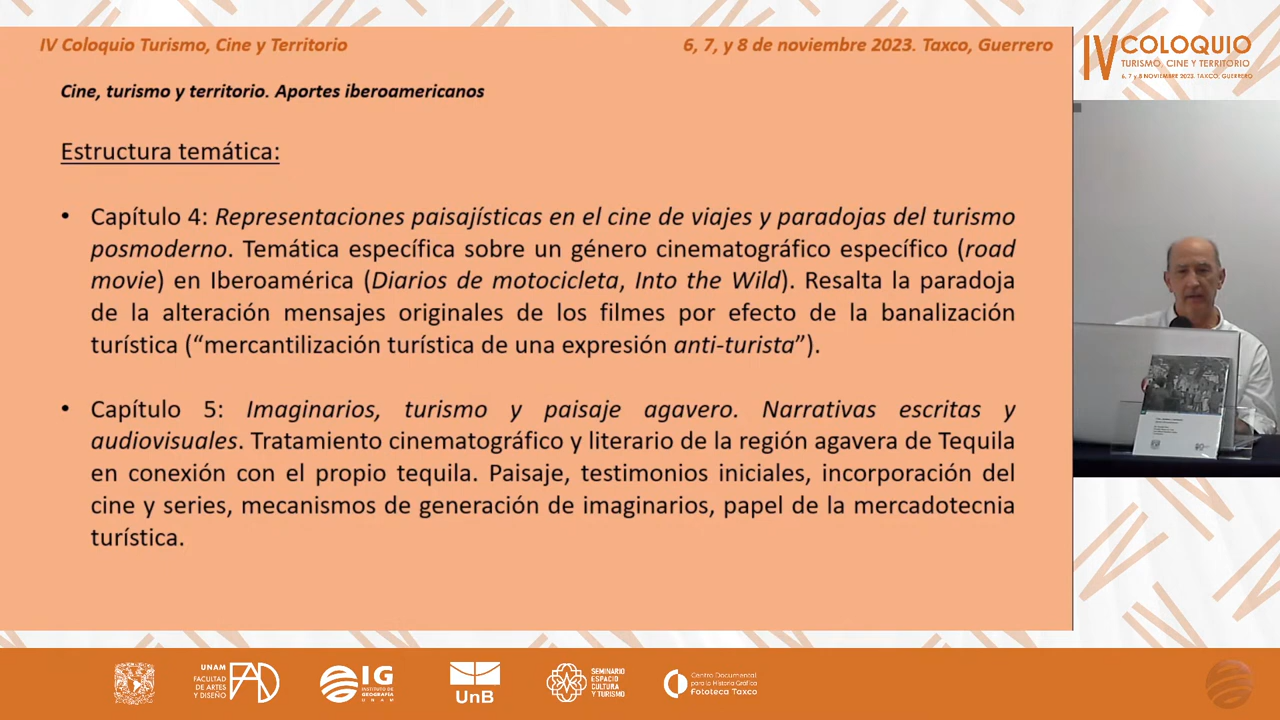 IV Coloquio Turismo, Cine y Territorio
6, 7, y 8 de noviembre 2023. Taxco, Guerrero
IV COLOQUIO
TURISMO, CINE Y TERRITORIO
6, 7 y 8 NOVIEMBRE 2023. TAXCO, GUERRERO
Cine, turismo y territorio. Aportes iberoamericanos
Estructura temática:
• Capítulo 4: Representaciones paisajísticas en el cine de viajes y paradojas del turismo
posmoderno. Temática específica sobre un género cinematográfico específico (road
movie) en Iberoamérica (Diarios de motocicleta, Into the Wild). Resalta la paradoja
de la alteración mensajes originales de los filmes por efecto de la banalización
turística (“mercantilización turística de una expresión anti-turista”).
• Capítulo 5: Imaginarios, turismo y paisaje agavero. Narrativas escritas y
audiovisuales. Tratamiento cinematográfico y literario de la región agavera de Tequila
en conexión con el propio tequila. Paisaje, testimonios iniciales, incorporación del
cine y series, mecanismos de generación de imaginarios, papel de la mercadotecnia
turística.
UNAM
FACULTAD
DE ARTES
Y DISEÑO
FAD
IG
INSTITUTO DE
GEOGRAFÍA
UNAM
UnB
SEMINARIO
ESPACIO
CULTURA
Y TURISMO
Centro Documental
para la Historia Gráfica
Fototeca Taxco